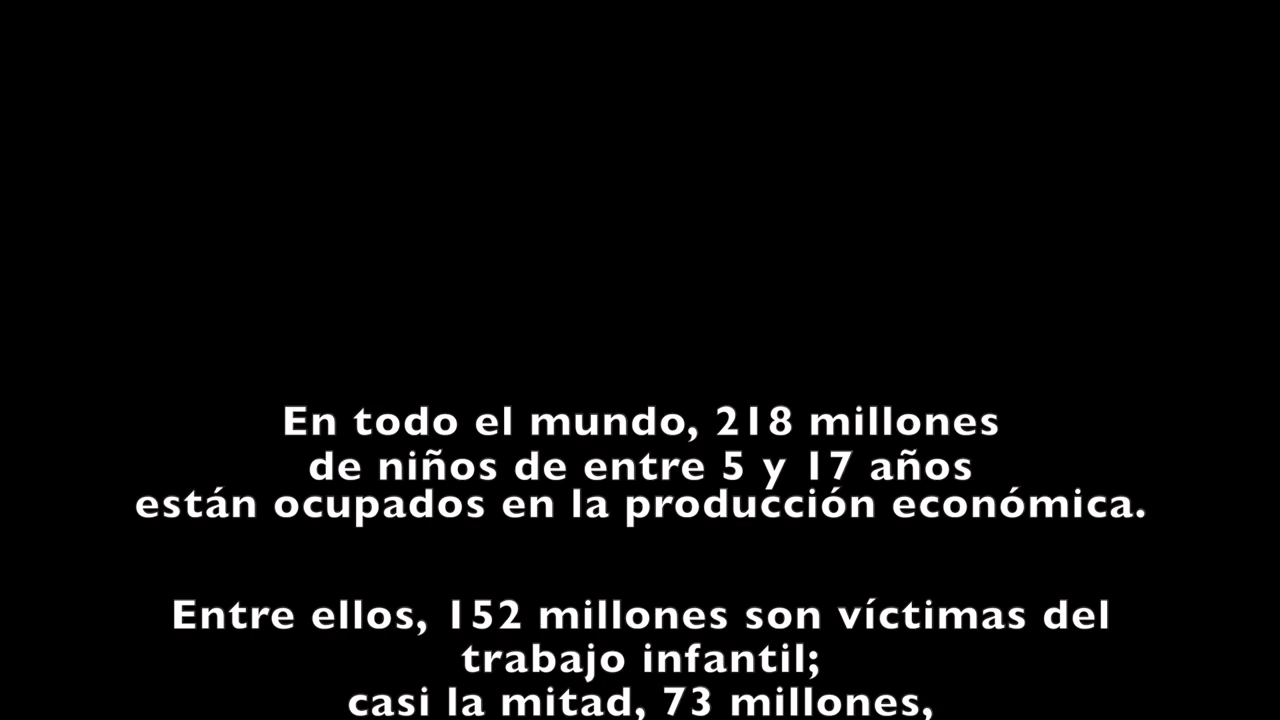 En todo el mundo, 218 millones
de niños de entre 5 y 17 años
están ocupados en la producción económica.
Entre ellos, 152 millones son víctimas del
trabajo infantil;
casi la mitad, 73 millones,